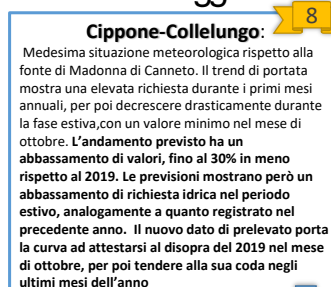 8
Cippone-Collelungo:
Medesima situazione meteorologica rispetto alla
fonte di Madonna di Canneto. Il trend di portata
mostra una elevata richiesta durante i primi mesi
annuali, per poi decrescere drasticamente durante
la fase estiva,con un valore minimo nel mese di
ottobre. L'andamento previsto ha un
abbassamento di valori, fino al 30% in meno
rispetto al 2019. Le previsioni mostrano però un
abbassamento di richiesta idrica nel periodo
estivo, analogamente a quanto registrato nel
precedente anno. Il nuovo dato di prelevato porta
la curva ad attestarsi al disopra del 2019 nel mese
di ottobre, per poi tendere alla sua coda negli
ultimi mesi dell'anno